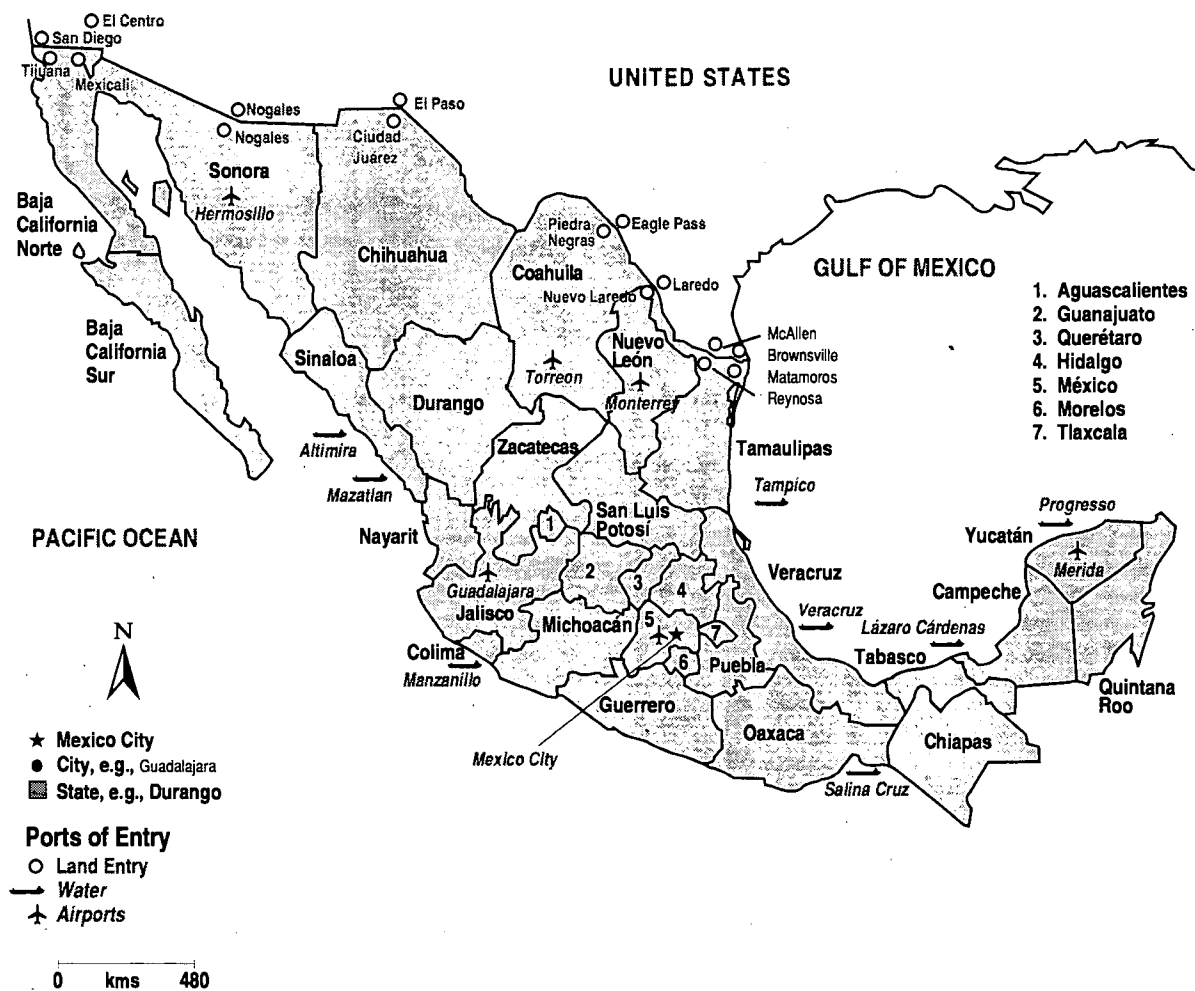 El Centro
San Diego
Tijuana
Mexicali
UNITED STATES
Nogales
El Paso
Nogales
Ciudad
Juárez
Sonora
Hermosillo
Baja
California
Norte
Chihuahua
Piedra
Negras
Eagle Pass
Coahuila
GULF OF MEXICO
Laredo
Nuevo Laredo
1. Aguascalientes
2. Guanajuato
3. Querétaro
4. Hidalgo
5. México
6. Morelos
7. Tlaxcala
Baja
California
Sur
McAllen
Brownsville
Matamoros
Reynosa
Sinaloa
Nuevo
León
Torreon
Monterrey
Durango
Zacatecas
Altimira
Mazatlan
Tamaulipas
Tampico
PACIFIC OCEAN
Nayarit
San Luis
Potosí
Progresso
Yucatán
Merida
1
2
3
4
5
6
7
Guadalajara
Jalisco
Michoacán
Veracruz
Veracruz
Campeche
Lázaro Cárdenas
Tabasco
Colima
Manzanillo
Puebla
Quintana
Roo
Guerrero
Oaxaca
Chiapas
Mexico City
Salina Cruz
N
Mexico City
City, e.g., Guadalajara
State, e.g., Durango
Ports of Entry
Land Entry
Water
Airports
0 kms 480